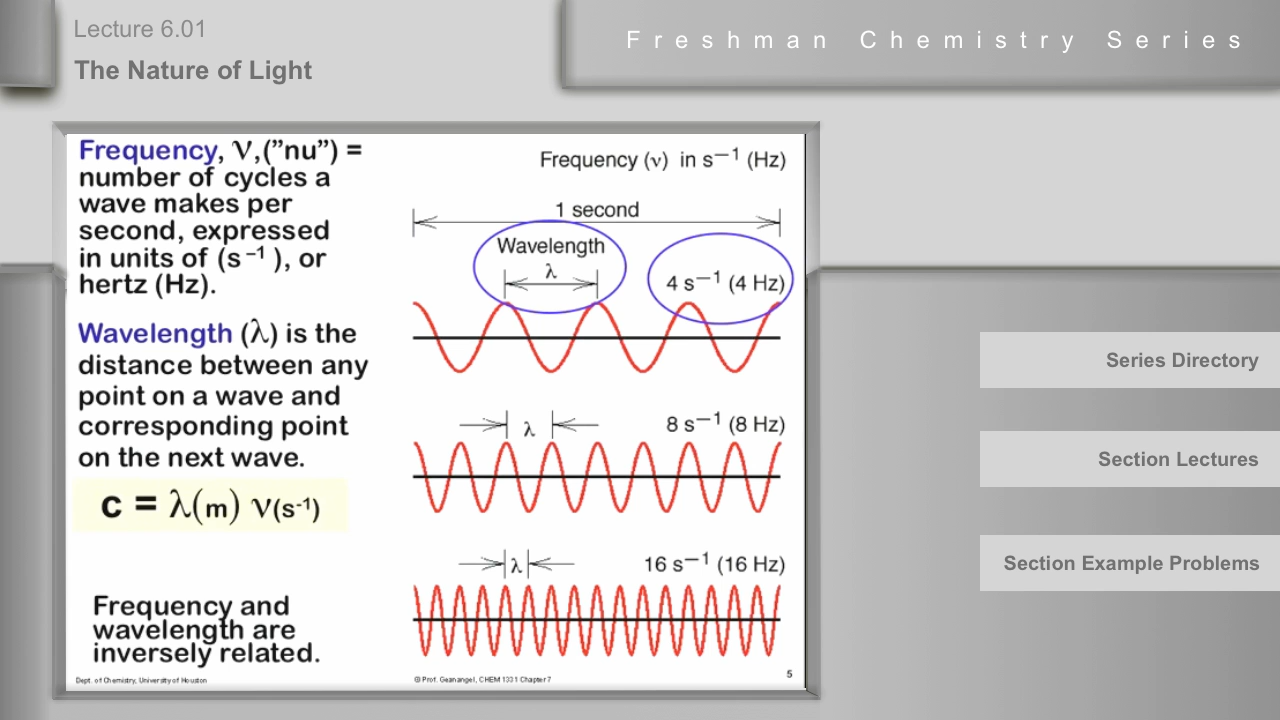 Lecture 6.01
The Nature of Light
Freshman Chemistry Series
Frequency, ν,("nu") =
number of cycles a
wave makes per
second, expressed
in units of (s⁻¹), or
hertz (Hz).
Wavelength (λ) is the
distance between any
point on a wave and
corresponding point
on the next wave.
c = λ(m) ν(s⁻¹)
Frequency and
wavelength are
inversely related.
Dept. of Chemistry, University of Houston
Frequency (ν) in s⁻¹ (Hz)
1 second
Wavelength
λ
4 s⁻¹ (4 Hz)
λ
8 s⁻¹ (8 Hz)
λ
16 s⁻¹ (16 Hz)
© Prof. Geanangel, CHEM 1331 Chapter 7
5
Series Directory
Section Lectures
Section Example Problems